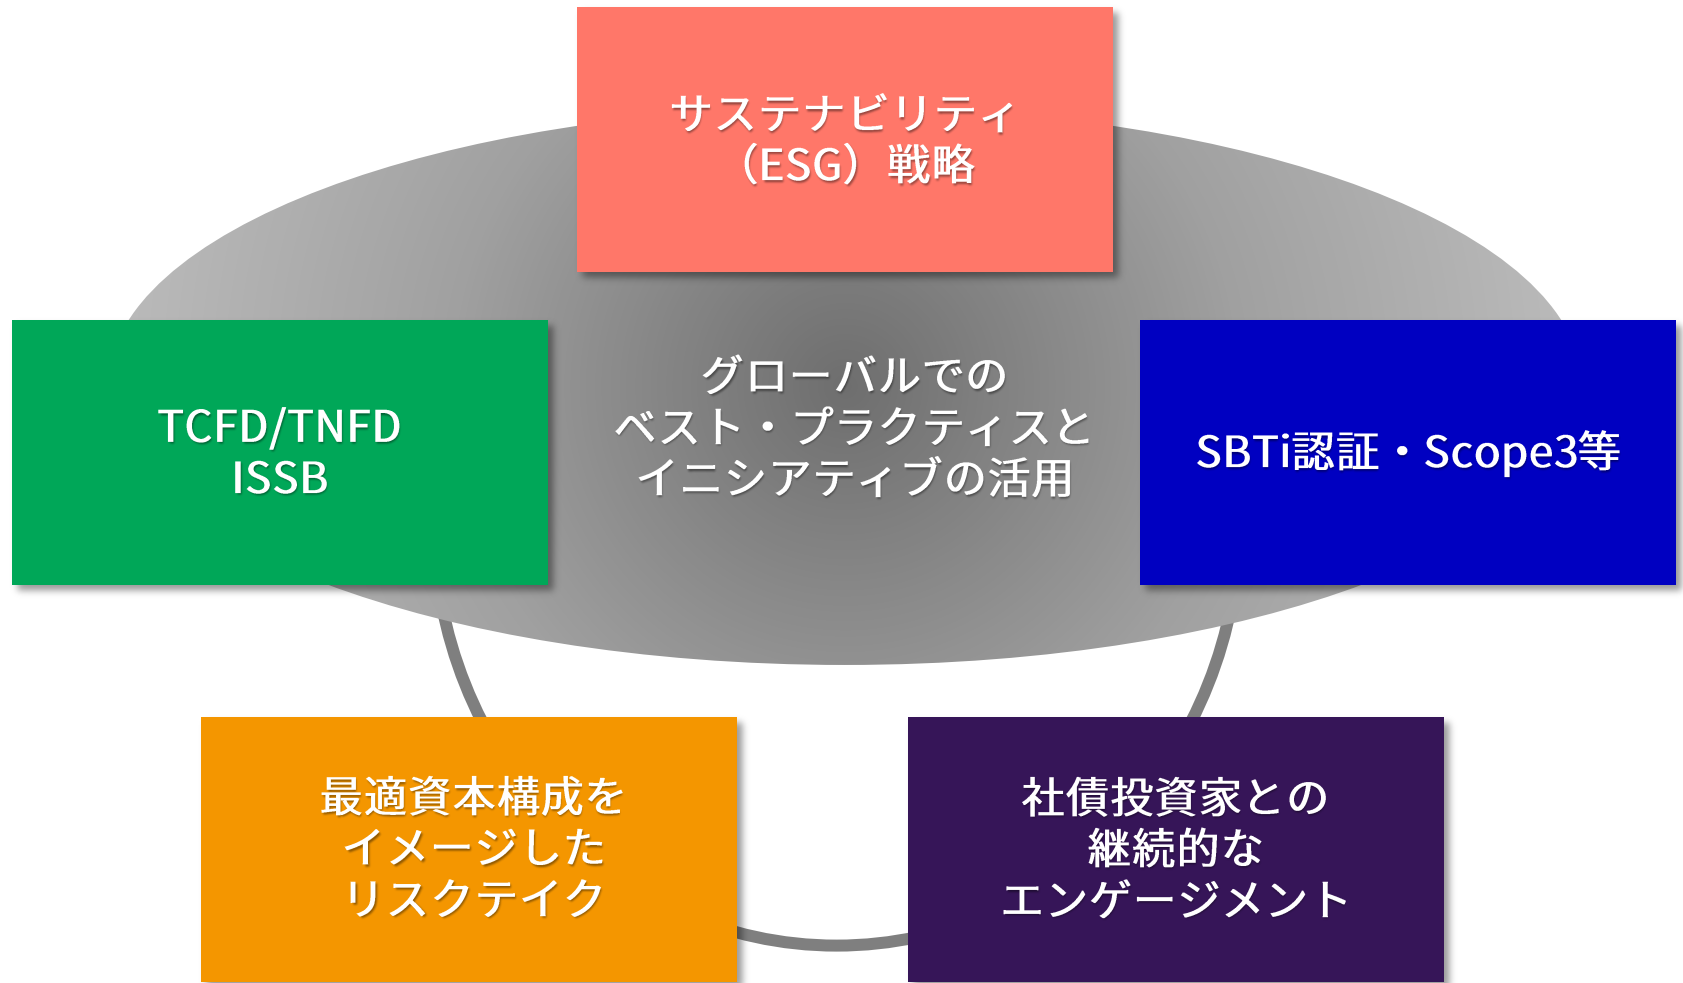 サステナビリティ
（ESG）戦略
グローバルでの
ベスト・プラクティスと
イニシアティブの活用
TCFD/TNFD
ISSB
SBTi認証・Scope3等
最適資本構成を
イメージした
リスクテイク
社債投資家との
継続的な
エンゲージメント